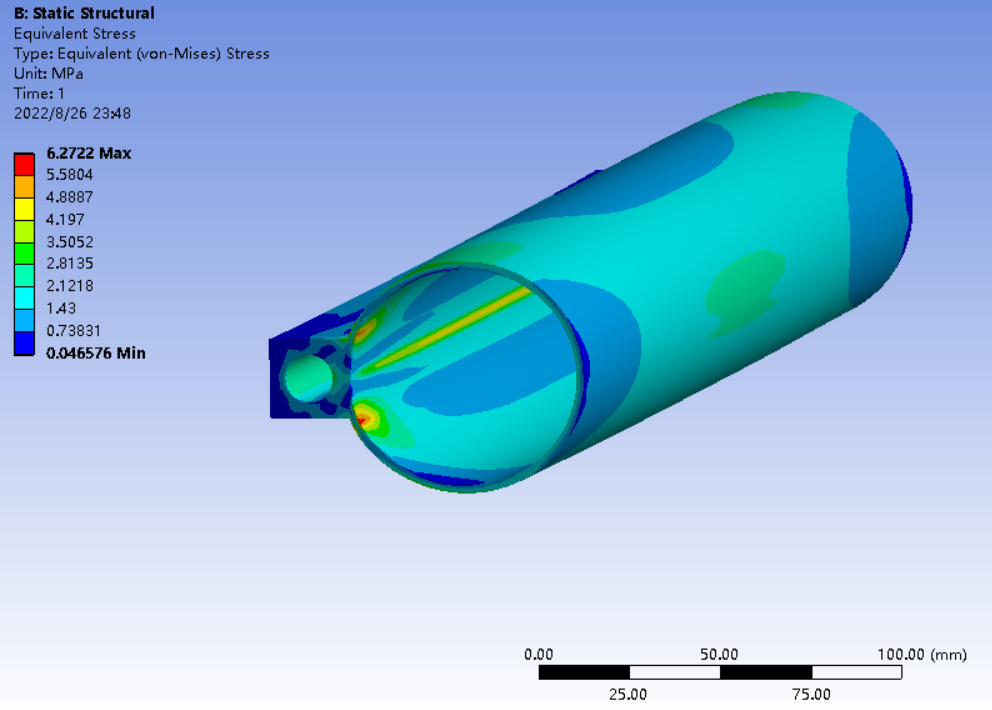 B: Static Structural
Equivalent Stress
Type: Equivalent (von-Mises) Stress
Unit: MPa
Time: 1
2022/8/26 23:48
6.2722 Max
5.5804
4.8887
4.197
3.5052
2.8135
2.1218
1.43
0.73831
0.046576 Min
0.00 50.00 100.00 (mm)
25.00 75.00